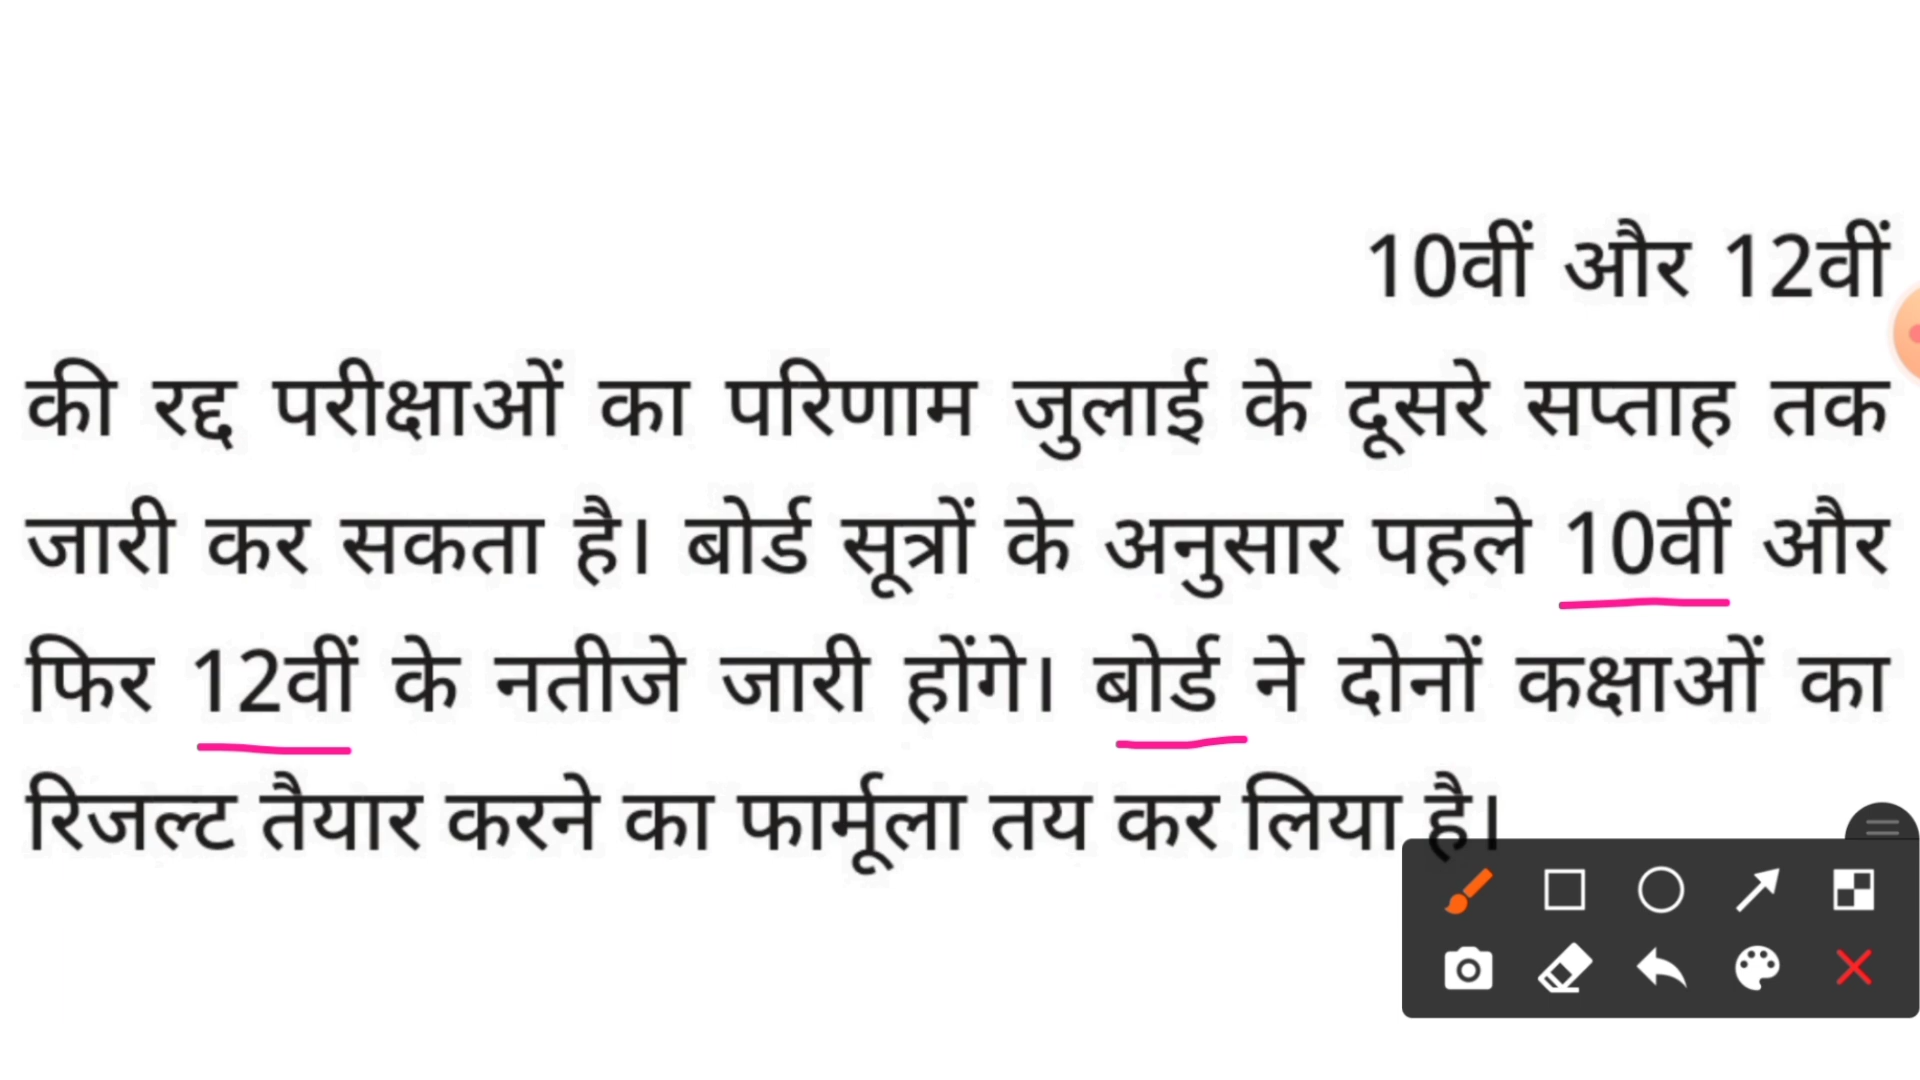 10वीं और 12वीं
की रद्द परीक्षाओं का परिणाम जुलाई के दूसरे सप्ताह तक
जारी कर सकता है। बोर्ड सूत्रों के अनुसार पहले 10वीं और
फिर 12वीं के नतीजे जारी होंगे। बोर्ड ने दोनों कक्षाओं का
रिजल्ट तैयार करने का फार्मूला तय कर लिया है।